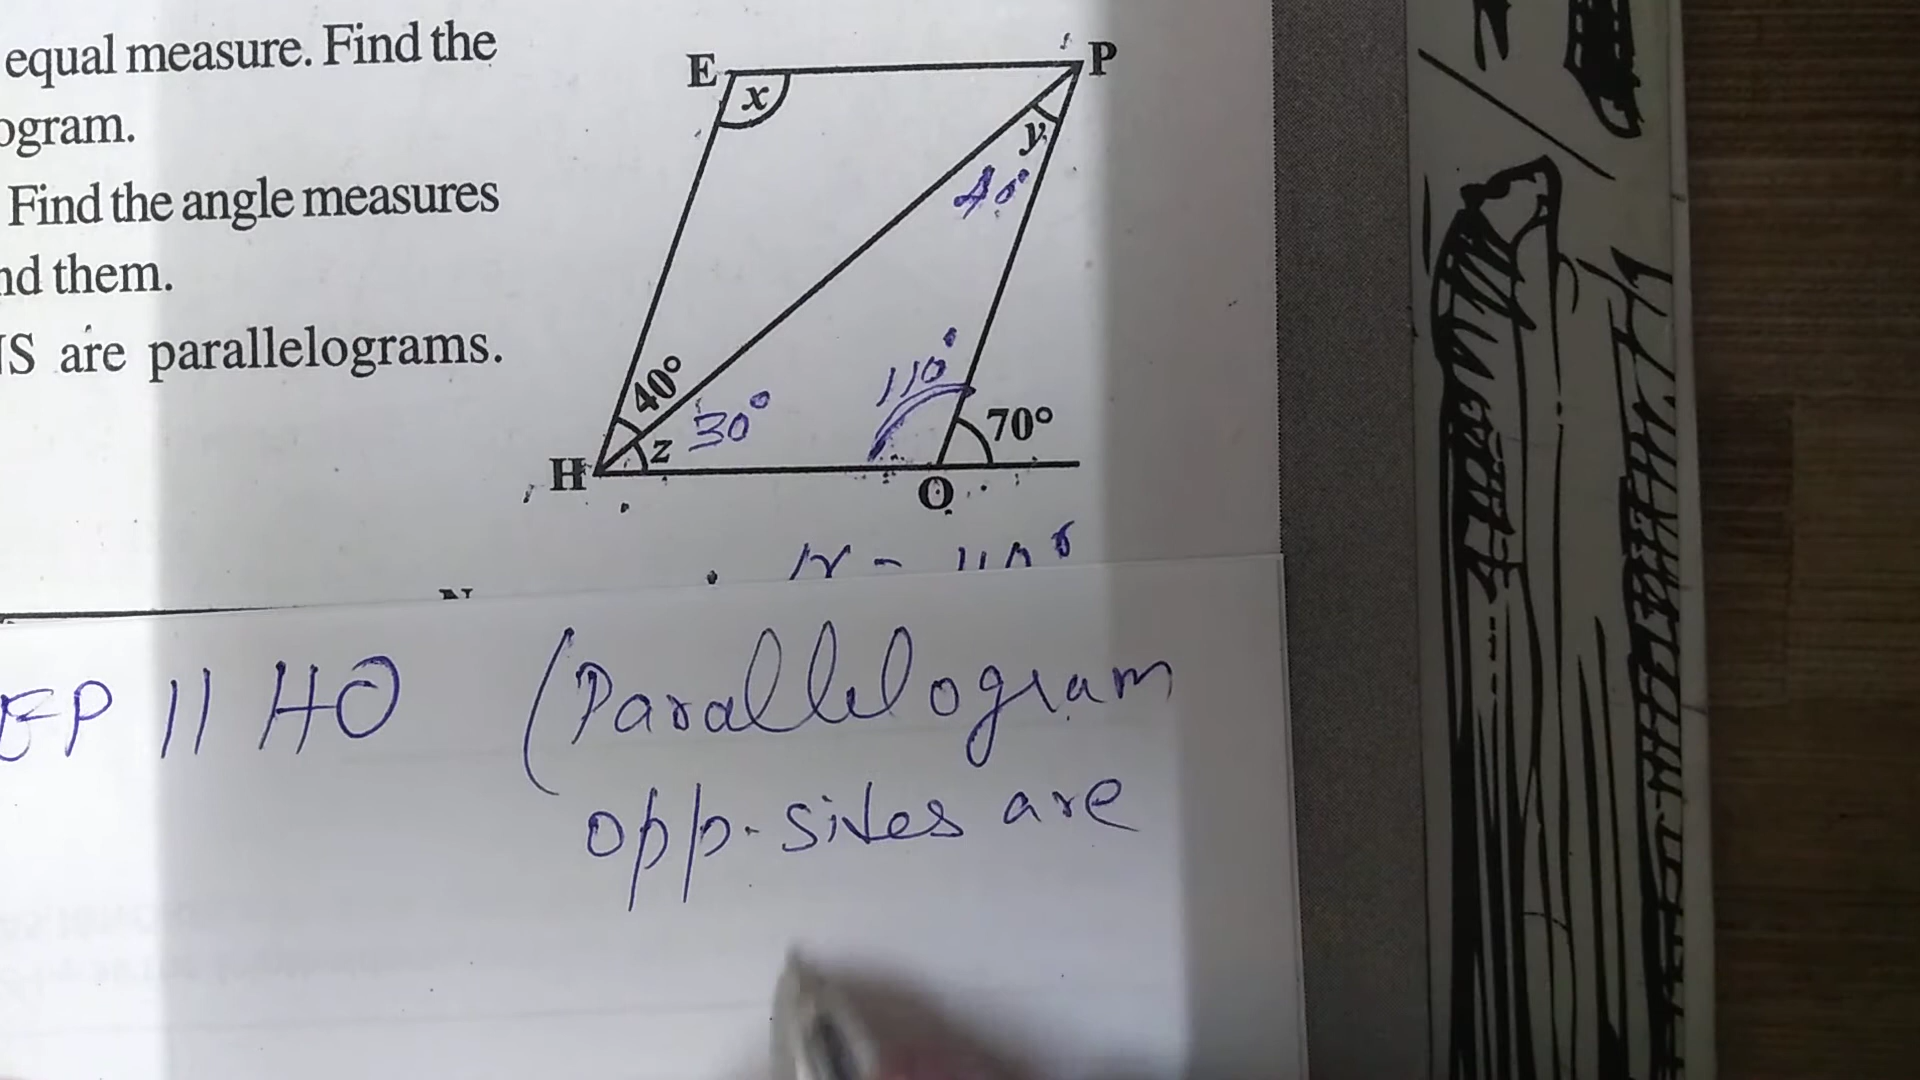 equal measure. Find the
ogram.
Find the angle measures
nd them.
S are parallelograms.
E
P
x
y
40°
110°
40°
30°
z
70°
H
O
EP || HO (Parallelogram
opp. sides are